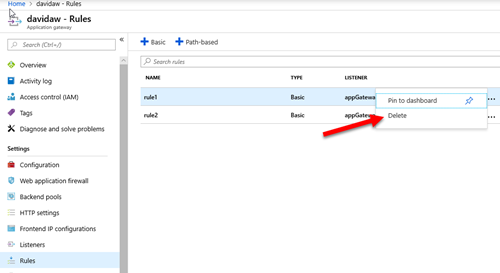 Home > davidaw - Rules
davidaw - Rules
Application gateway
Search (Ctrl+/)
«
Overview
Activity log
Access control (IAM)
Tags
Diagnose and solve problems
Settings
Configuration
Web application firewall
Backend pools
HTTP settings
Frontend IP configurations
Listeners
Rules
+ Basic + Path-based
Search rules
NAME TYPE LISTENER
rule1 Basic appGatewa
Pin to dashboard
...
rule2 Basic appGatewa
Delete
...